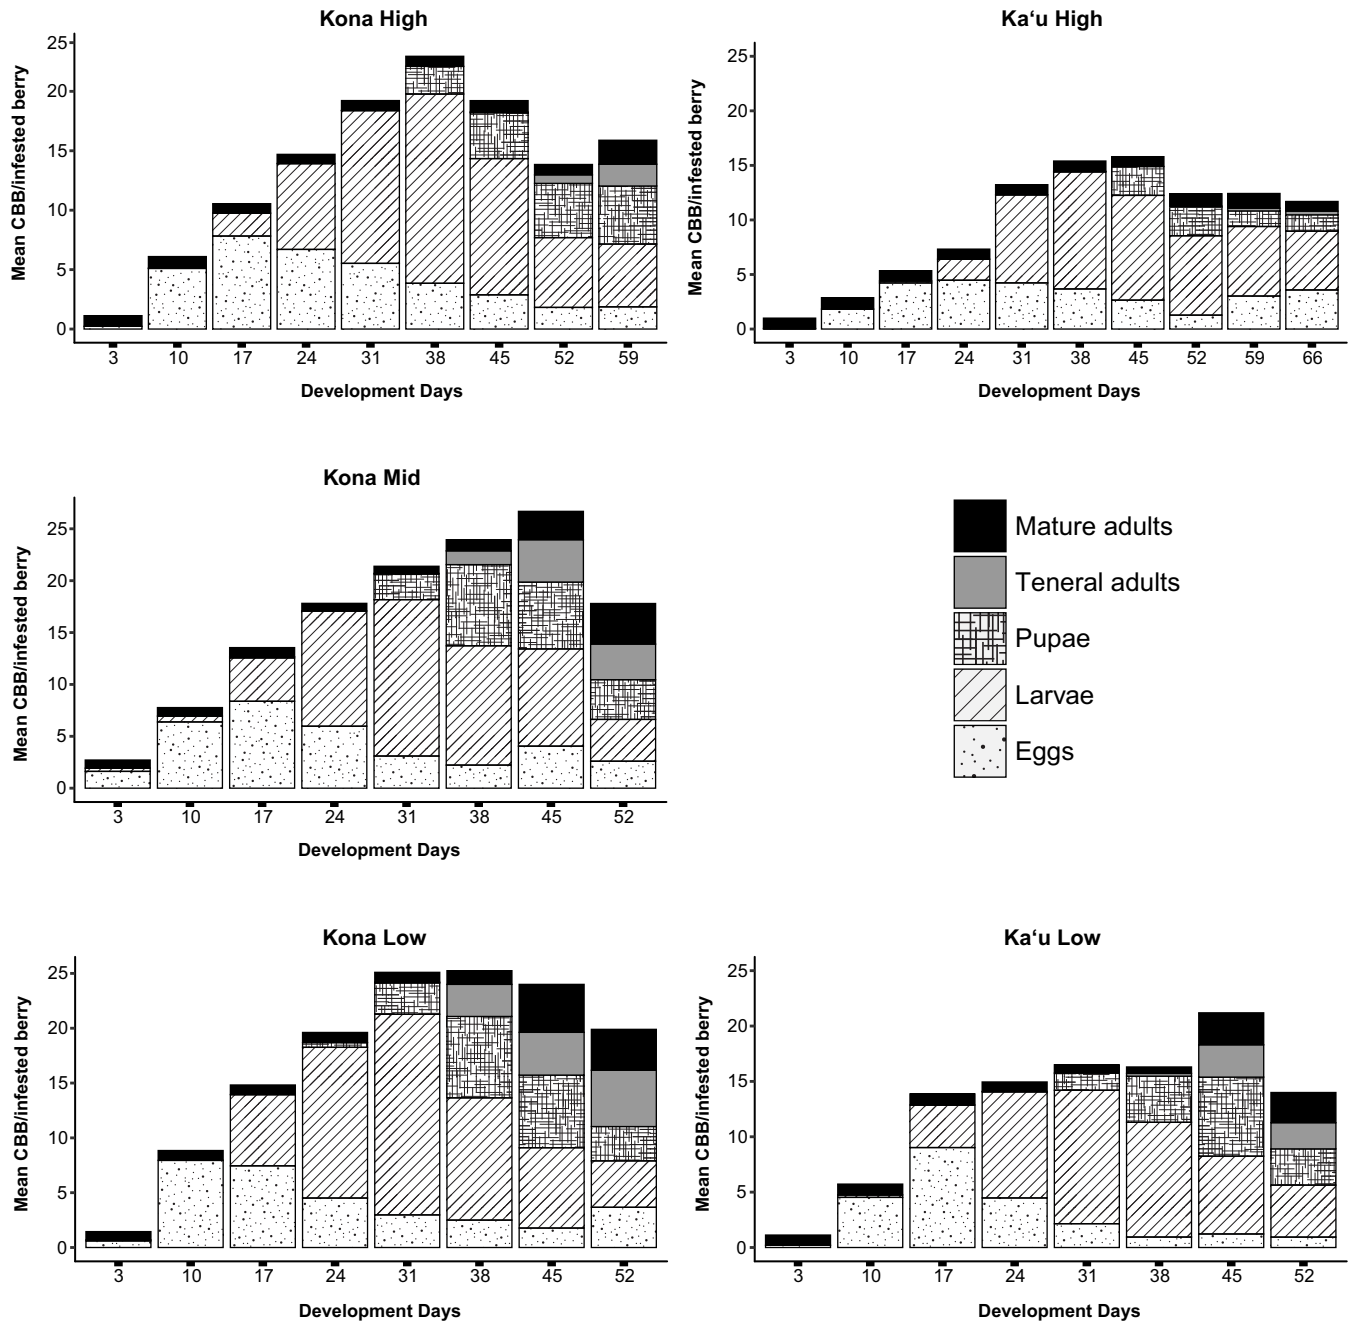 Kona High
25
20
15
10
5
0
Mean CBB/infested berry
3 10 17 24 31 38 45 52 59
Development Days
Kaʻu High
25
20
15
10
5
0
Mean CBB/infested berry
3 10 17 24 31 38 45 52 59 66
Development Days
Kona Mid
25
20
15
10
5
0
Mean CBB/infested berry
3 10 17 24 31 38 45 52
Development Days
Mature adults
Teneral adults
Pupae
Larvae
Eggs
Kona Low
25
20
15
10
5
0
Mean CBB/infested berry
3 10 17 24 31 38 45 52
Development Days
Kaʻu Low
25
20
15
10
5
0
Mean CBB/infested berry
3 10 17 24 31 38 45 52
Development Days